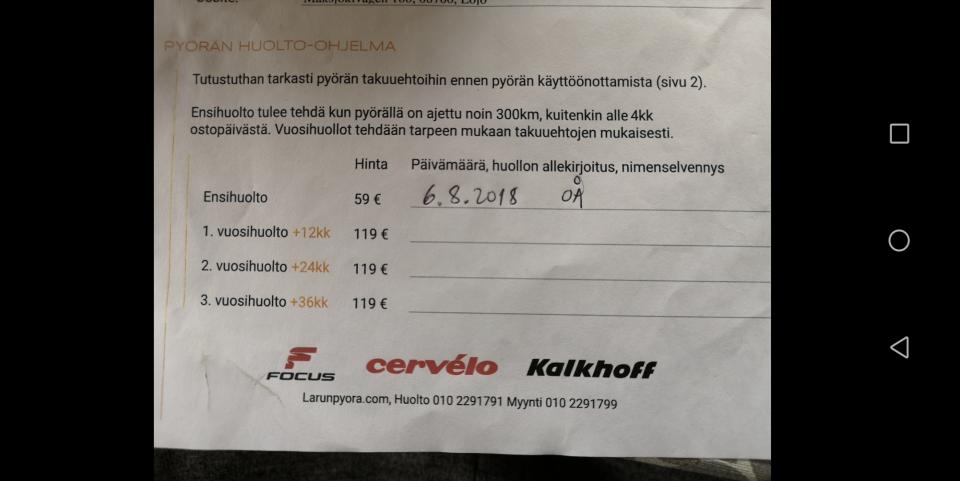 PYÖRÄN HUOLTO-OHJELMA
Tutustuthan tarkasti pyörän takuuehtoihin ennen pyörän käyttöönottamista (sivu 2).
Ensihuolto tulee tehdä kun pyörällä on ajettu noin 300km, kuitenkin alle 4kk
ostopäivästä. Vuosihuollot tehdään tarpeen mukaan takuuehtojen mukaisesti.
Hinta Päivämäärä, huollon allekirjoitus, nimenselvennys
Ensihuolto 59 € 6.8.2018 OÅ
1. vuosihuolto +12kk 119 €
2. vuosihuolto +24kk 119 €
3. vuosihuolto +36kk 119 €
FOCUS cervélo Kalkhoff
Larunpyora.com, Huolto 010 2291791 Myynti 010 2291799